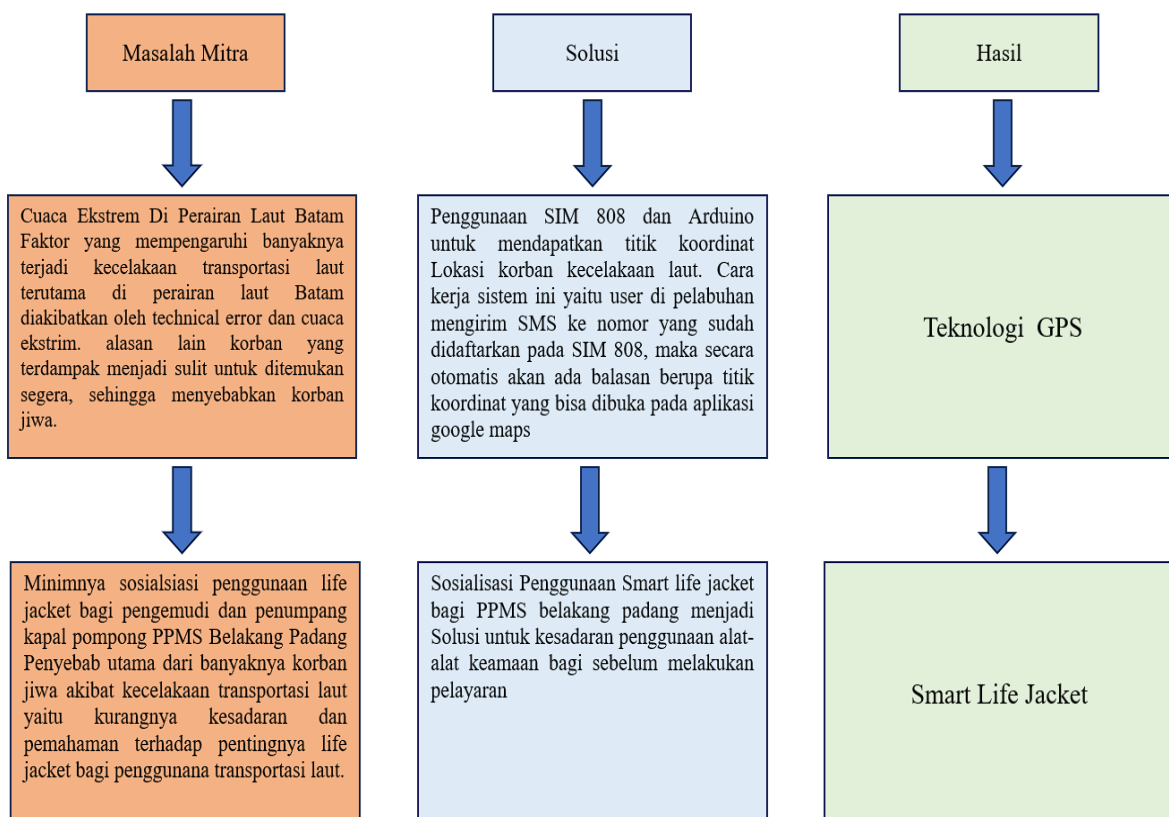 Masalah Mitra
Cuaca Ekstrem Di Perairan Laut Batam
Faktor yang mempengaruhi banyaknya
terjadi kecelakaan transportasi laut
terutama di perairan laut Batam
diakibatkan oleh technical error dan cuaca
ekstrim. alasan lain korban yang
terdampak menjadi sulit untuk ditemukan
segera, sehingga menyebabkan korban
jiwa.
Minimnya sosialsiasi penggunaan life
jacket bagi pengemudi dan penumpang
kapal pompong PPMS Belakang Padang
Penyebab utama dari banyaknya korban
jiwa akibat kecelakaan transportasi laut
yaitu kurangnya kesadaran dan
pemahaman terhadap pentingnya life
jacket bagi penggunana transportasi laut.
Solusi
Penggunaan SIM 808 dan Arduino
untuk mendapatkan titik koordinat
Lokasi korban kecelakaan laut. Cara
kerja sistem ini yaitu user di pelabuhan
mengirim SMS ke nomor yang sudah
didaftarkan pada SIM 808, maka secara
otomatis akan ada balasan berupa titik
koordinat yang bisa dibuka pada aplikasi
google maps
Sosialisasi Penggunaan Smart life jacket
bagi PPMS belakang padang menjadi
Solusi untuk kesadaran penggunaan alat-
alat keamaan bagi sebelum melakukan
pelayaran
Hasil
Teknologi GPS
Smart Life Jacket